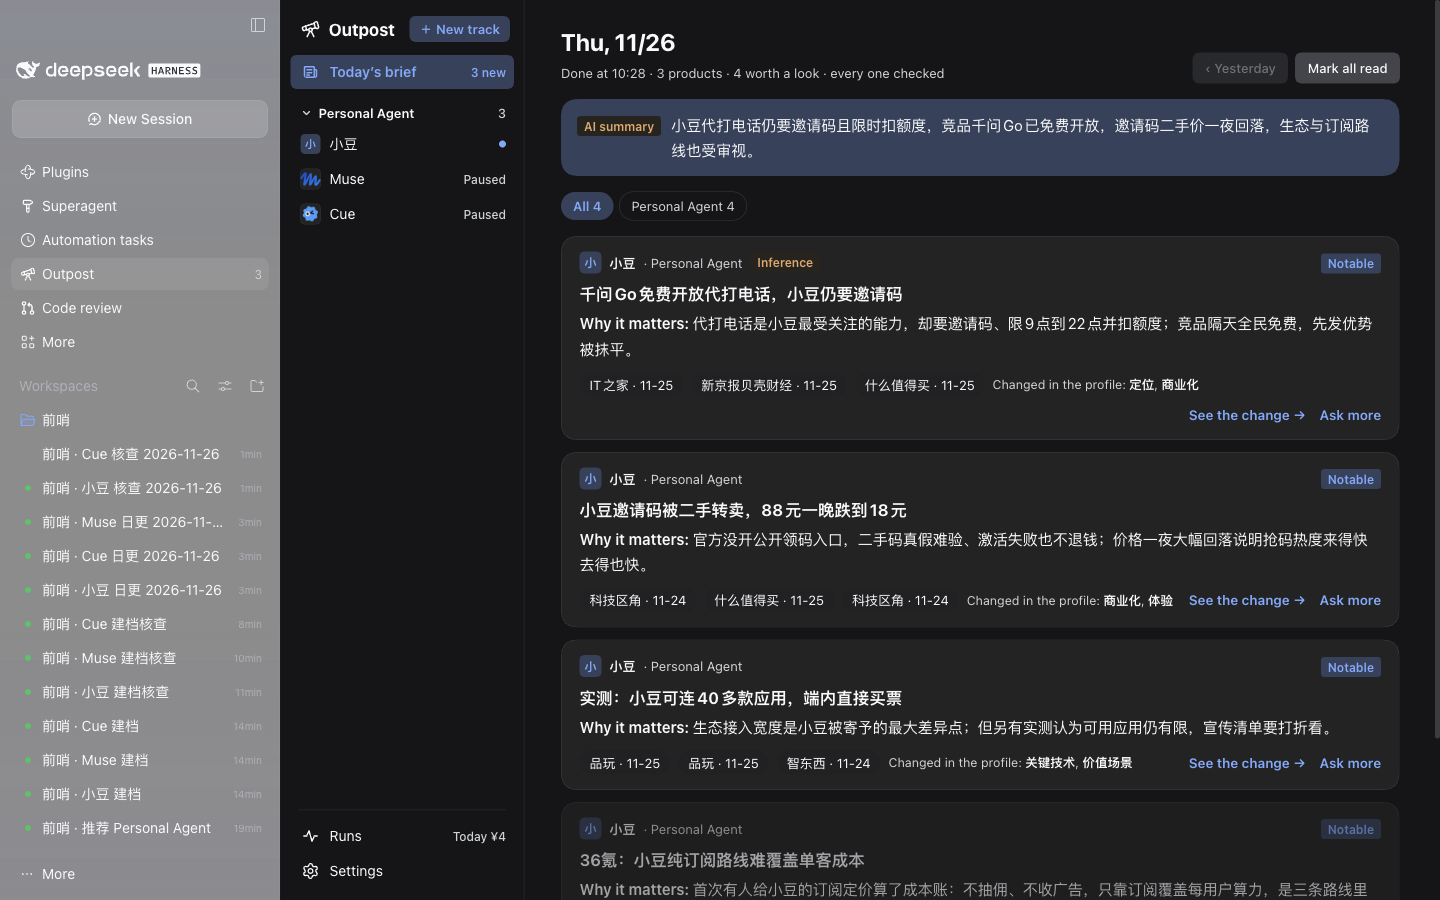 deepseek HARNESS
New Session
Plugins
Superagent
Automation tasks
Outpost 3
Code review
More
Workspaces
前哨
前哨 · Cue 核查 2026-11-26 1min
前哨 · 小豆 核查 2026-11-26 1min
前哨 · Muse 日更 2026-11-... 3min
前哨 · Cue 日更 2026-11-26 3min
前哨 · 小豆 日更 2026-11-26 3min
前哨 · Cue 建档核查 8min
前哨 · Muse 建档核查 10min
前哨 · 小豆 建档核查 11min
前哨 · Cue 建档 14min
前哨 · Muse 建档 14min
前哨 · 小豆 建档 14min
前哨 · 推荐 Personal Agent 19min
More
Outpost
+ New track
Today's brief 3 new
Personal Agent 3
小 小豆
Muse Paused
Cue Paused
Runs Today ¥4
Settings
Thu, 11/26
Done at 10:28 · 3 products · 4 worth a look · every one checked
‹ Yesterday
Mark all read
AI summary 小豆代打电话仍要邀请码且限时扣额度，竞品千问Go已免费开放，邀请码二手价一夜回落，生态与订阅路
线也受审视。
All 4
Personal Agent 4
小 小豆 · Personal Agent Inference Notable
千问Go免费开放代打电话，小豆仍要邀请码
Why it matters: 代打电话是小豆最受关注的能力，却要邀请码、限9点到22点并扣额度；竞品隔天全民免费，先发优势
被抹平。
IT之家 · 11-25 新京报贝壳财经 · 11-25 什么值得买 · 11-25 Changed in the profile: 定位, 商业化
See the change → Ask more
小 小豆 · Personal Agent Notable
小豆邀请码被二手转卖，88元一晚跌到18元
Why it matters: 官方没开公开领码入口，二手码真假难验、激活失败也不退钱；价格一夜大幅回落说明抢码热度来得快
去得也快。
科技区角 · 11-24 什么值得买 · 11-25 科技区角 · 11-24 Changed in the profile: 商业化, 体验 See the change → Ask more
小 小豆 · Personal Agent Notable
实测：小豆可连40多款应用，端内直接买票
Why it matters: 生态接入宽度是小豆被寄予的最大差异点；但另有实测认为可用应用仍有限，宣传清单要打折看。
品玩 · 11-25 品玩 · 11-25 智东西 · 11-24 Changed in the profile: 关键技术, 价值场景 See the change → Ask more
小 小豆 · Personal Agent Notable
36氪：小豆纯订阅路线难覆盖单客成本
Why it matters: 首次有人给小豆的订阅定价算了成本账：不抽佣、不收广告，只靠订阅覆盖每用户算力，是三条路线里